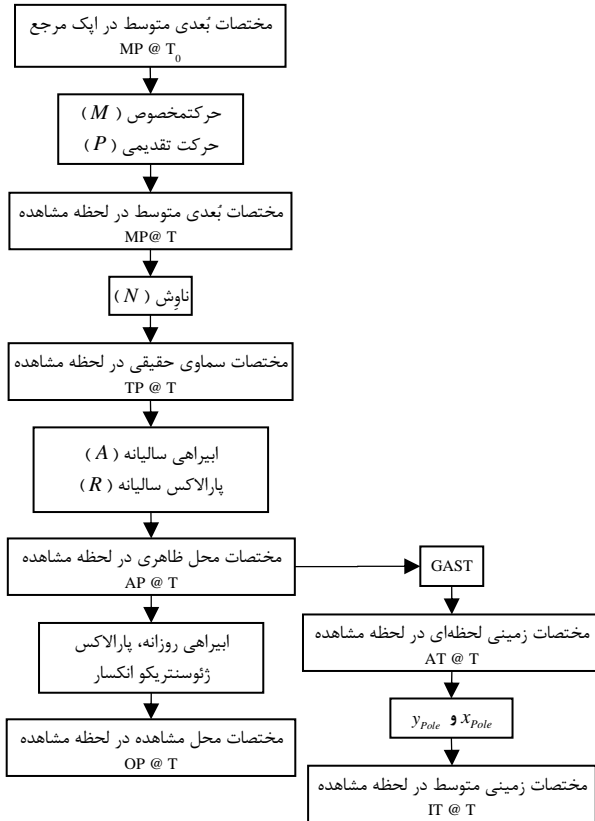 مختصات بُعدی متوسط در اپک مرجع
MP @ T0
حرکتمخصوص ( M )
حرکت تقدیمی ( P )
مختصات بُعدی متوسط در لحظه مشاهده
MP@ T
ناوِش ( N )
مختصات سماوی حقیقی در لحظه مشاهده
TP @ T
ابیراهی سالیانه ( A )
پارالاکس سالیانه ( R )
مختصات محل ظاهری در لحظه مشاهده
AP @ T
ابیراهی روزانه، پارالاکس
ژئوسنتریکو انکسار
مختصات محل مشاهده در لحظه مشاهده
OP @ T
GAST
مختصات زمینی لحظه‌ای در لحظه مشاهده
AT @ T
xPole و yPole
مختصات زمینی متوسط در لحظه مشاهده
IT @ T